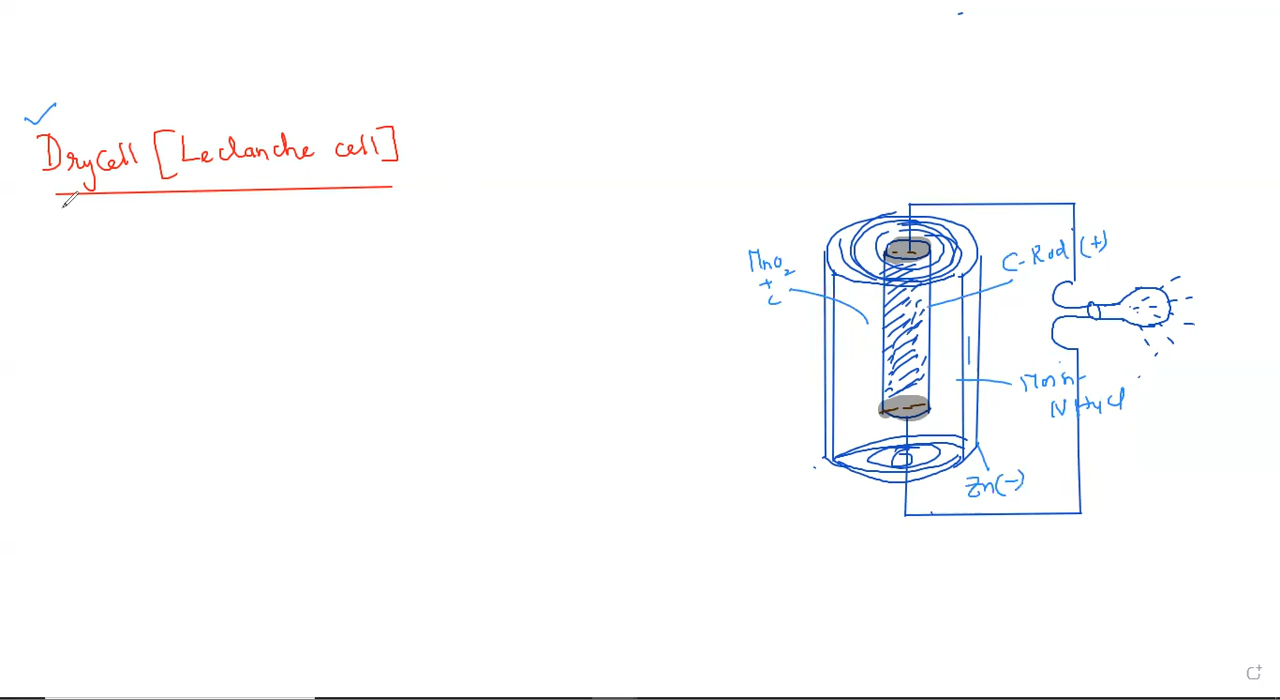 Drycell [Leclanche cell]
MnO₂
+
C
C-Rod (+)
Moist
NH₄Cl
Zn(-)